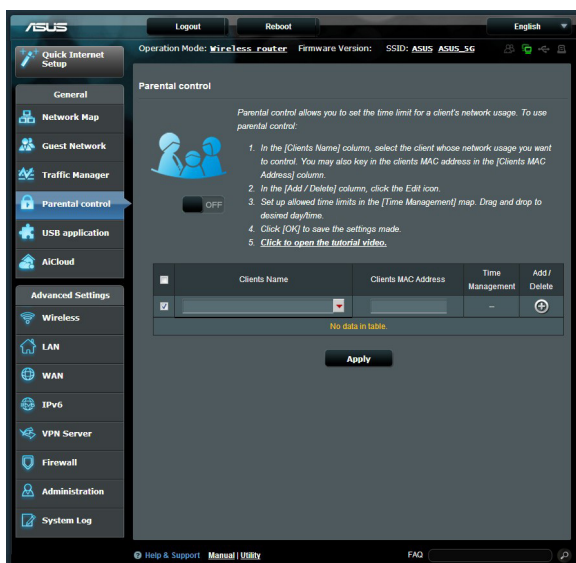 ASUS
Logout
Reboot
English
Quick Internet
Setup
Operation Mode: Wireless router Firmware Version: SSID: ASUS ASUS_5G
General
Network Map
Guest Network
Traffic Manager
Parental control
USB application
AiCloud
Advanced Settings
Wireless
LAN
WAN
IPv6
VPN Server
Firewall
Administration
System Log
Parental control
Parental control allows you to set the time limit for a client's network usage. To use
parental control:
1. In the [Clients Name] column, select the client whose network usage you want
to control. You may also key in the clients MAC address in the [Clients MAC
Address] column.
2. In the [Add / Delete] column, click the Edit icon.
3. Set up allowed time limits in the [Time Management] map. Drag and drop to
desired day/time.
4. Click [OK] to save the settings made.
5. Click to open the tutorial video.
OFF
Clients Name
Clients MAC Address
Time
Management
Add /
Delete
--
No data in table.
Apply
Help & Support Manual | Utility
FAQ